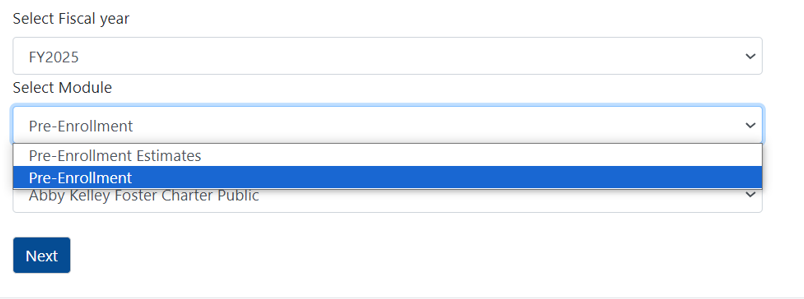 Select Fiscal year
FY2025
Select Module
Pre-Enrollment
Pre-Enrollment Estimates
Pre-Enrollment
Abby Kelley Foster Charter Public
Next